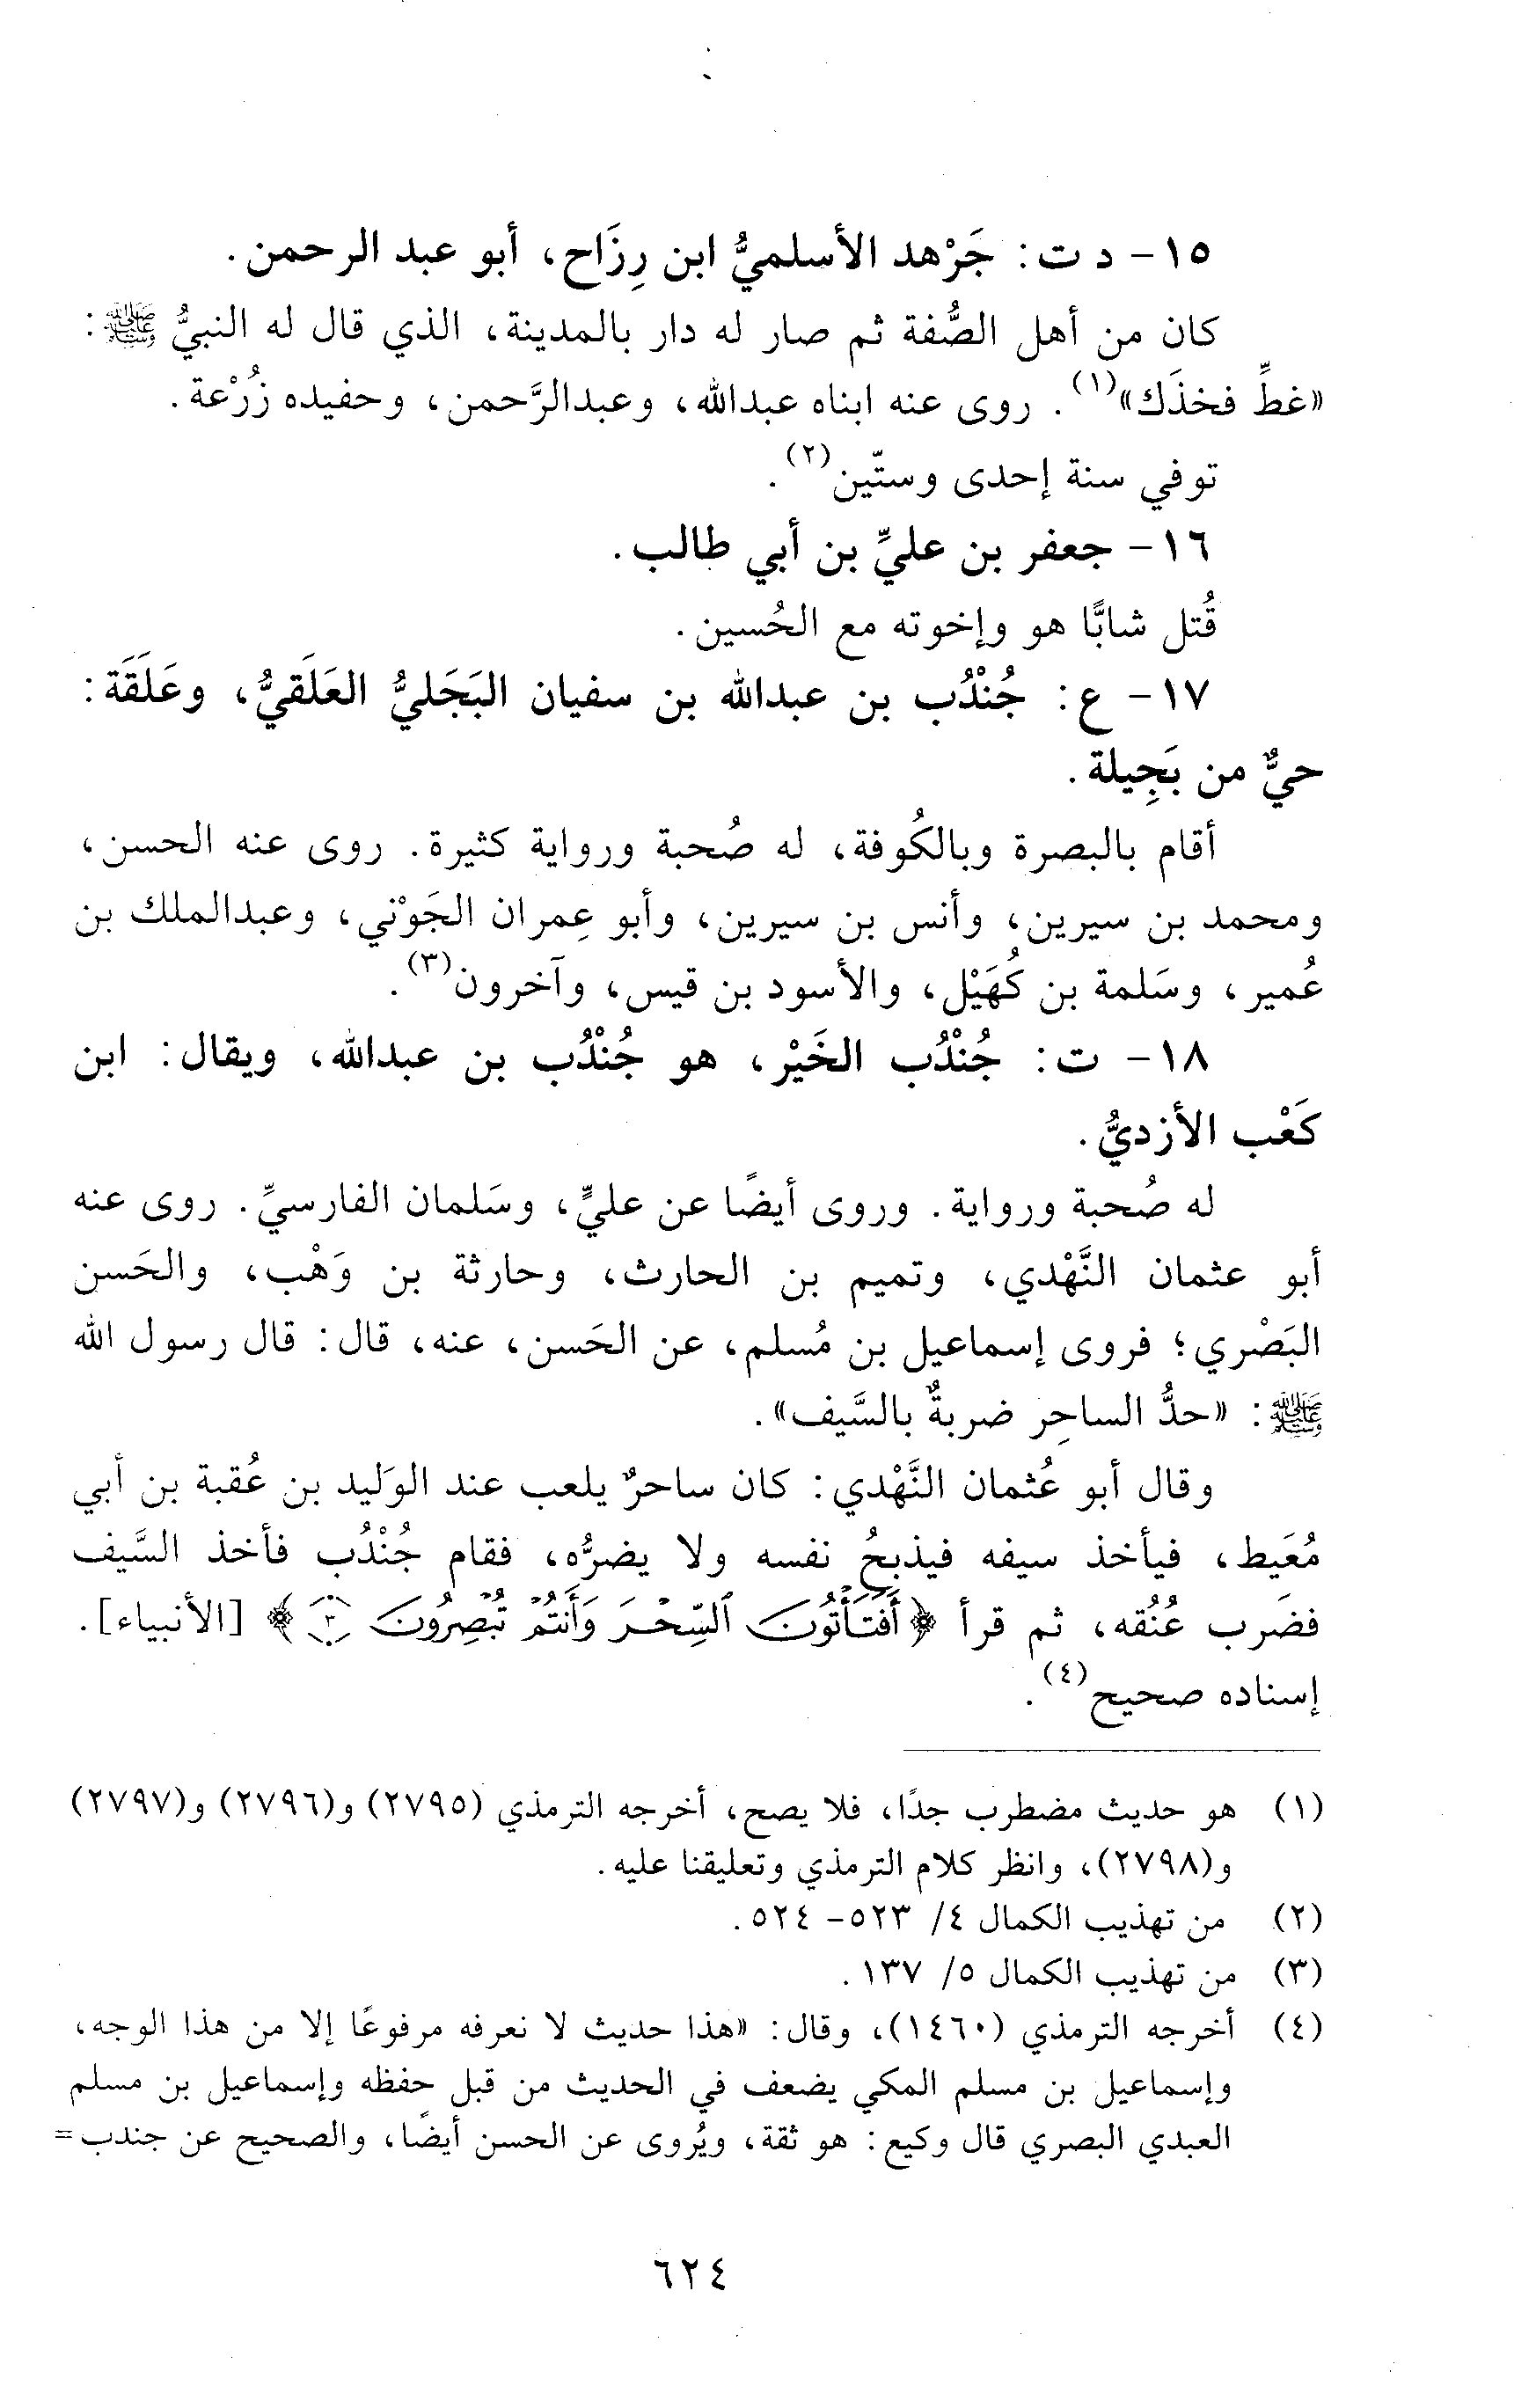 ١٥- د ت: جَرْهد الأسلميُّ ابن رِزَاح، أبو عبد الرحمن.
كان من أهل الصُّفة ثم صار له دار بالمدينة، الذي قال له النبيُّ ﷺ:
«غطِّ فخذَك»(١). روى عنه ابناه عبدالله، وعبدالرَّحمن، وحفيده زُرْعة.
توفي سنة إحدى وستّين(٢).
١٦- جعفر بن عليِّ بن أبي طالب.
قُتل شابًّا هو وإخوته مع الحُسين.
١٧- ع: جُنْدُب بن عبدالله بن سفيان البَجَليُّ العَلَقيُّ، وعَلَقَة:
حيٌّ من بَجِيلة.
أقام بالبصرة وبالكُوفة، له صُحبة ورواية كثيرة. روى عنه الحسن،
ومحمد بن سيرين، وأنس بن سيرين، وأبو عِمران الجَوْني، وعبدالملك بن
عُمير، وسَلمة بن كُهَيْل، والأسود بن قيس، وآخرون(٣).
١٨- ت: جُنْدُب الخَيْر، هو جُنْدُب بن عبدالله، ويقال: ابن
كَعْب الأزديُّ.
له صُحبة ورواية. وروى أيضًا عن عليٍّ، وسَلمان الفارسيِّ. روى عنه
أبو عثمان النَّهْدي، وتميم بن الحارث، وحارثة بن وَهْب، والحَسن
البَصْري؛ فروى إسماعيل بن مُسلم، عن الحَسن، عنه، قال: قال رسول الله
ﷺ: «حدُّ الساحِر ضربةٌ بالسَّيف».
وقال أبو عُثمان النَّهْدي: كان ساحرٌ يلعب عند الوَليد بن عُقبة بن أبي
مُعَيط، فيأخذ سيفه فيذبحُ نفسه ولا يضرُّه، فقام جُنْدُب فأخذ السَّيف
فضَرب عُنُقه، ثم قرأ ﴿أَفَتَأْتُونَ ٱلسِّحْرَ وَأَنتُمْ تُبْصِرُونَ ٣﴾ [الأنبياء].
إسناده صحيح(٤).
(١) هو حديث مضطرب جدًا، فلا يصح، أخرجه الترمذي (٢٧٩٥) و(٢٧٩٦) و(٢٧٩٧)
و(٢٧٩٨)، وانظر كلام الترمذي وتعليقنا عليه.
(٢) من تهذيب الكمال ٤/ ٥٢٣- ٥٢٤.
(٣) من تهذيب الكمال ٥/ ١٣٧.
(٤) أخرجه الترمذي (١٤٦٠)، وقال: «هذا حديث لا نعرفه مرفوعًا إلا من هذا الوجه،
وإسماعيل بن مسلم المكي يضعف في الحديث من قبل حفظه وإسماعيل بن مسلم
العبدي البصري قال وكيع: هو ثقة، ويُروى عن الحسن أيضًا، والصحيح عن جندب=
٦٢٤